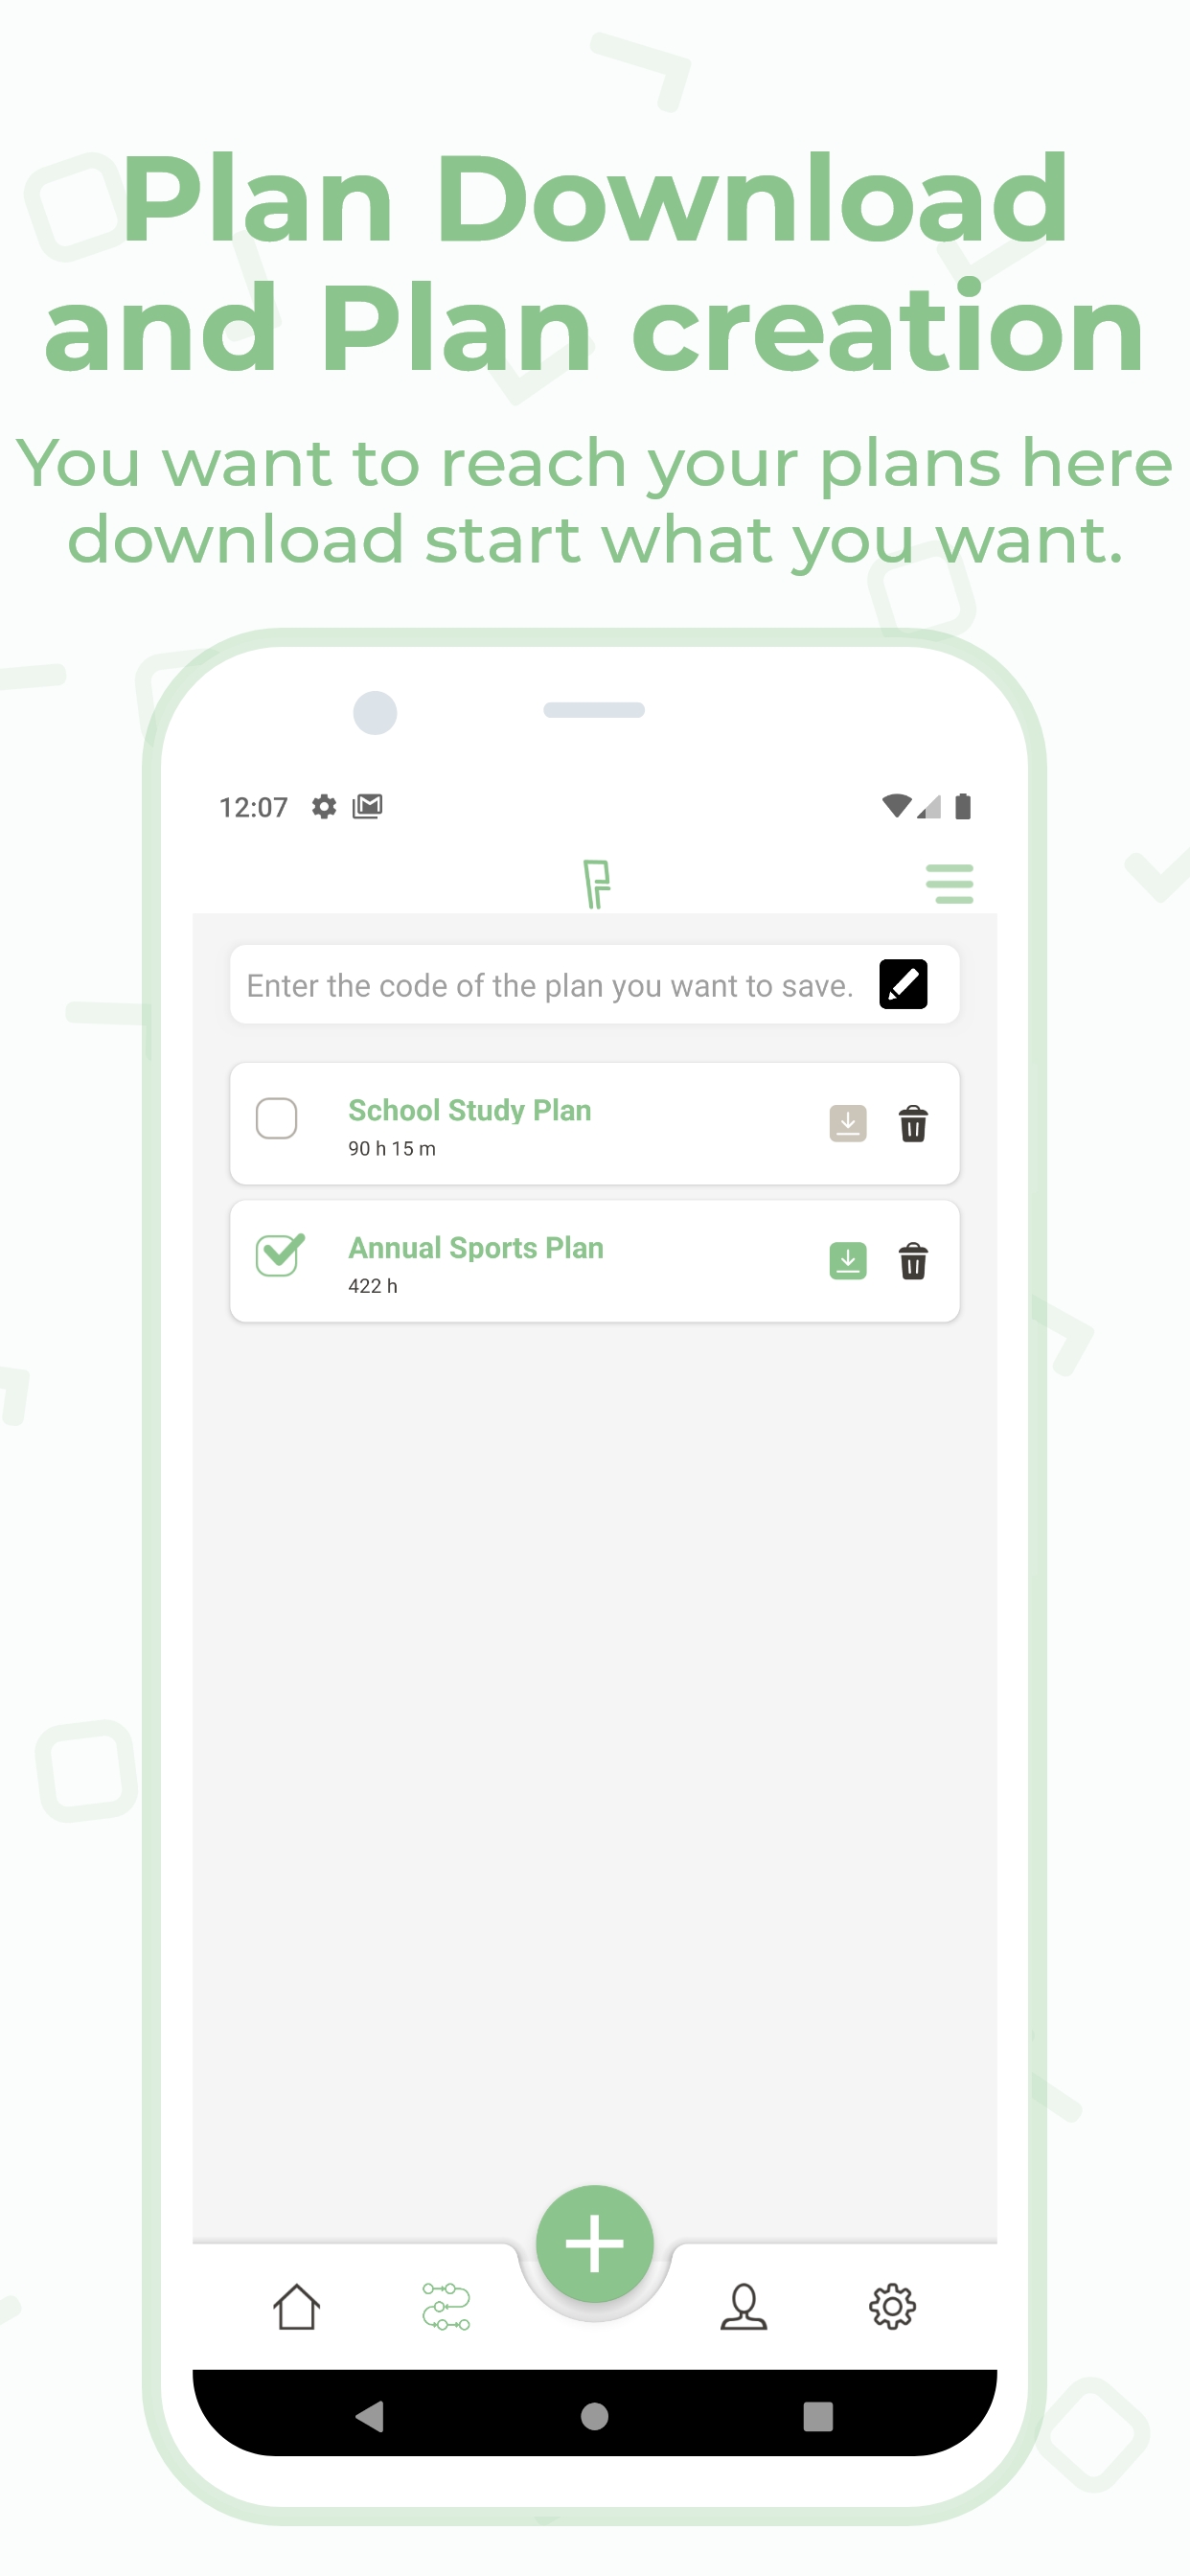 Plan Download
and Plan creation
You want to reach your plans here
download start what you want.
12:07
Enter the code of the plan you want to save.
School Study Plan
90 h 15 m
Annual Sports Plan
422 h